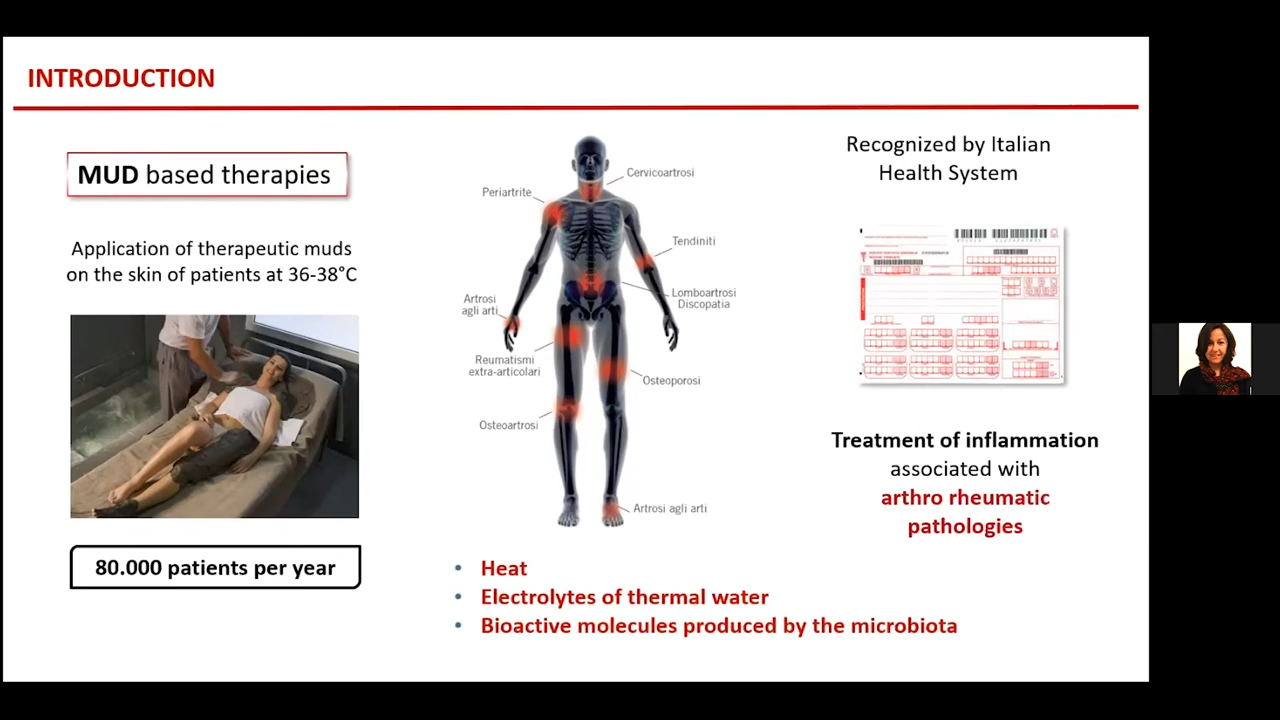 INTRODUCTION
MUD based therapies
Application of therapeutic muds
on the skin of patients at 36-38°C
80.000 patients per year
Cervicoartrosi
Periartrite
Tendiniti
Lomboartrosi
Discopatia
Artrosi
agli arti
Reumatismi
extra-articolari
Osteoporosi
Osteoartrosi
Artrosi agli arti
• Heat
• Electrolytes of thermal water
• Bioactive molecules produced by the microbiota
Recognized by Italian
Health System
Treatment of inflammation
associated with
arthro rheumatic
pathologies